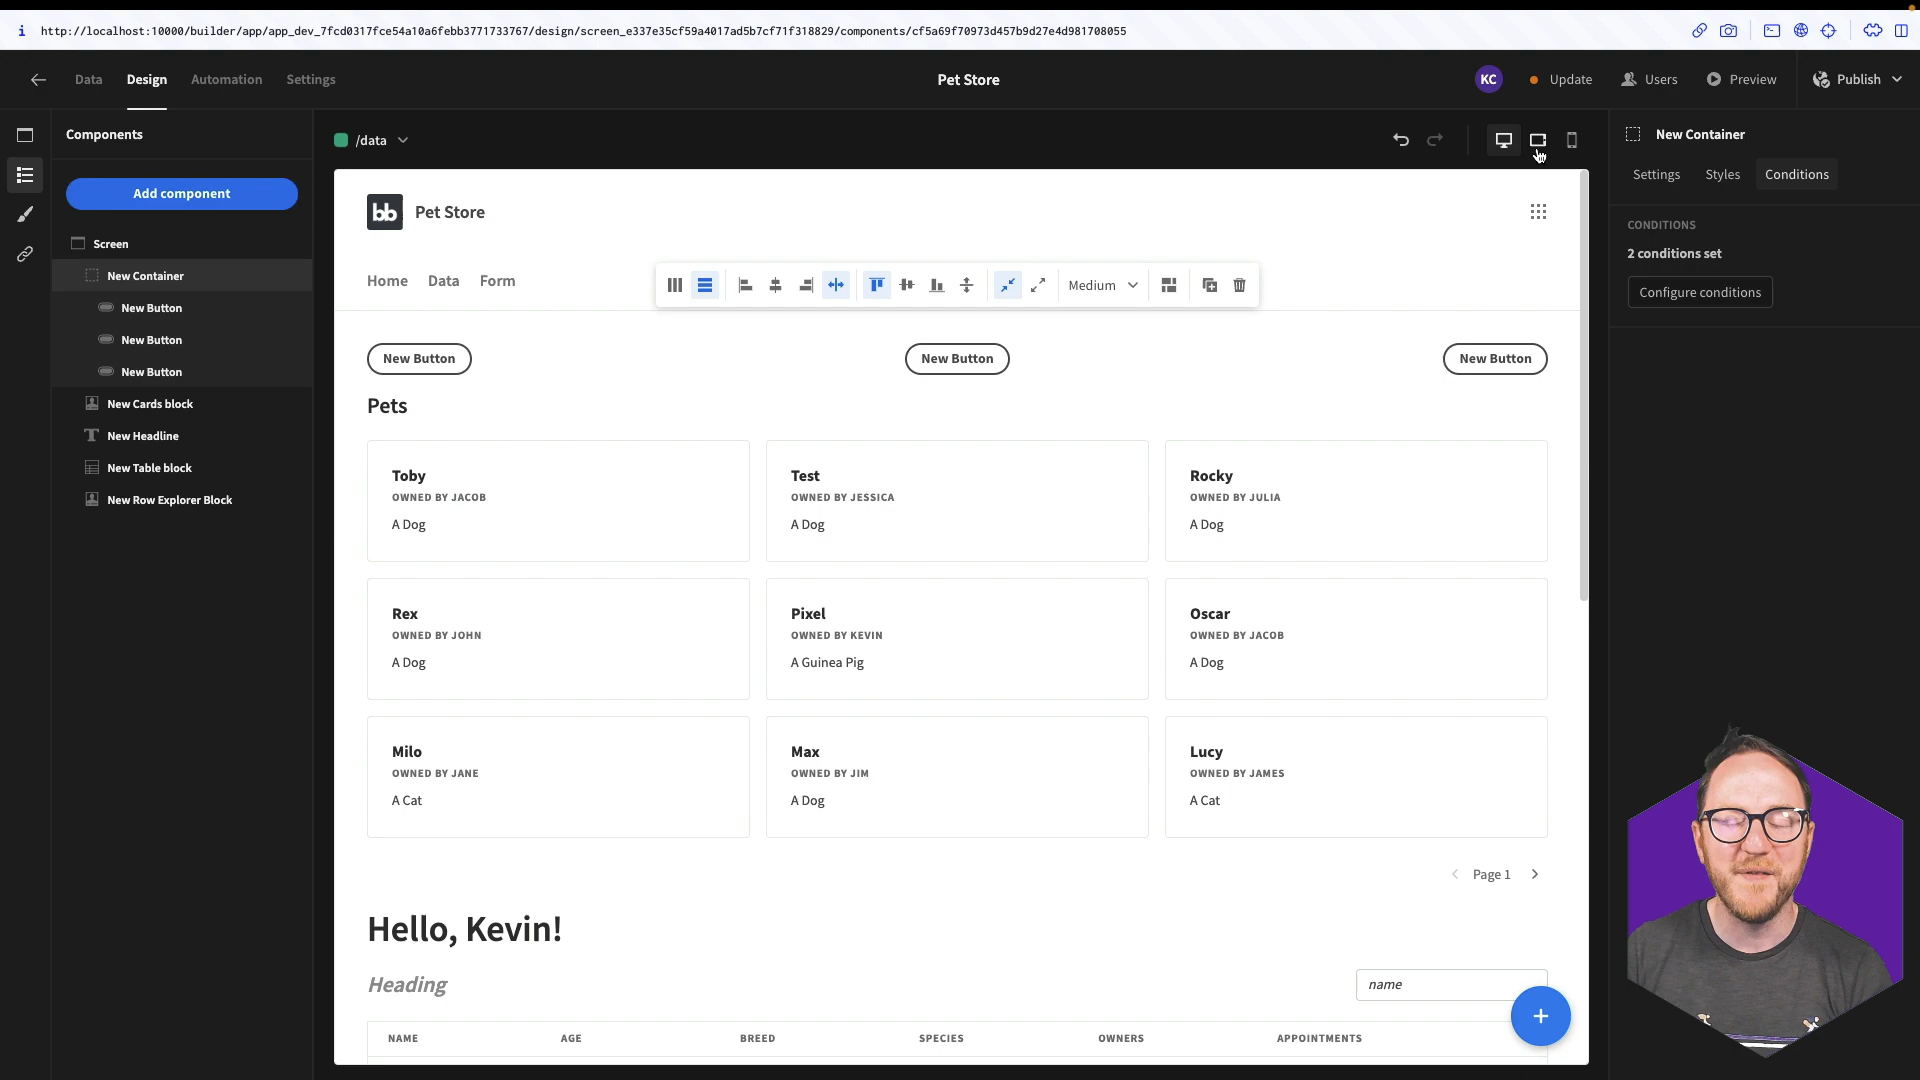 i http://localhost:10000/builder/app/app_dev_7fcd0317fce54a10a6febb3771733767/design/screen_e337e35cf59a4017ad5b7cf71f318829/components/cf5a69f70973d457b9d27e4d981708055
Data Design Automation Settings Pet Store KC Update Users Preview Publish
Components /data New Container
Settings Styles Conditions
Add component
bb Pet Store
CONDITIONS
Screen
2 conditions set
New Container
Home Data Form Medium
Configure conditions
New Button
New Button
New Button
New Button New Button New Button
New Cards block
Pets
New Headline
New Table block
New Row Explorer Block
Toby Test Rocky
OWNED BY JACOB OWNED BY JESSICA OWNED BY JULIA
A Dog A Dog A Dog
Rex Pixel Oscar
OWNED BY JOHN OWNED BY KEVIN OWNED BY JACOB
A Dog A Guinea Pig A Dog
Milo Max Lucy
OWNED BY JANE OWNED BY JIM OWNED BY JAMES
A Cat A Dog A Cat
Page 1
Hello, Kevin!
Heading name
NAME AGE BREED SPECIES OWNERS APPOINTMENTS